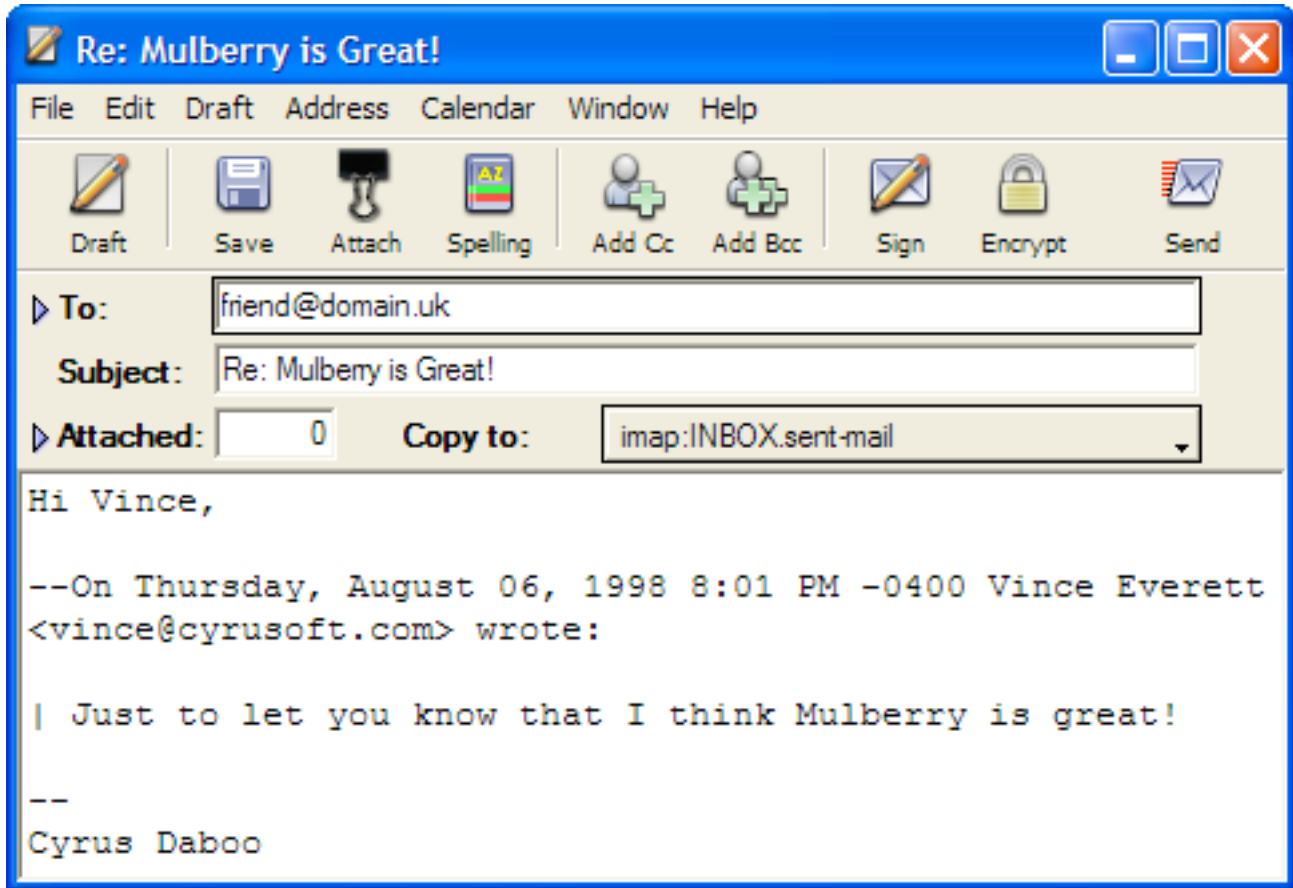 Re: Mulberry is Great!
File Edit Draft Address Calendar Window Help
Draft Save Attach AZ Spelling Add Cc Add Bcc Sign Encrypt Send
To: friend@domain.uk
Subject: Re: Mulberry is Great!
Attached: 0 Copy to: imap:INBOX.sent-mail
Hi Vince,
--On Thursday, August 06, 1998 8:01 PM -0400 Vince Everett
<vince@cyrusoft.com> wrote:
| Just to let you know that I think Mulberry is great!
--
Cyrus Daboo